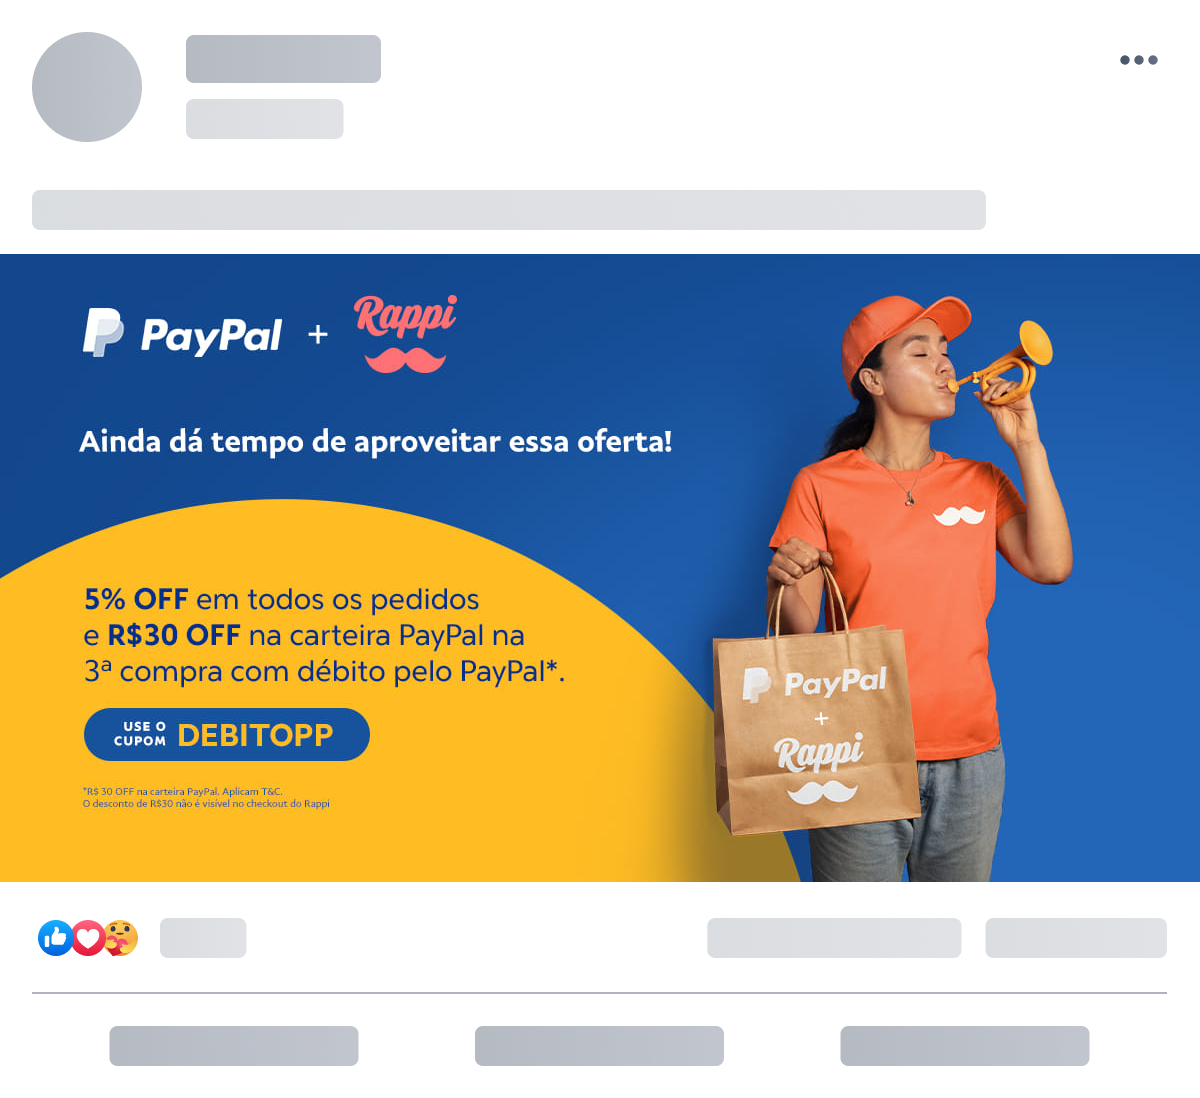 PayPal + Rappi
Ainda dá tempo de aproveitar essa oferta!
5% OFF em todos os pedidos
e R$30 OFF na carteira PayPal na
3ª compra com débito pelo PayPal*.
USE O
CUPOM DEBITOPP
*R$ 30 OFF na carteira PayPal. Aplicam T&C.
O desconto de R$30 não é visível no checkout do Rappi
PayPal
+
Rappi